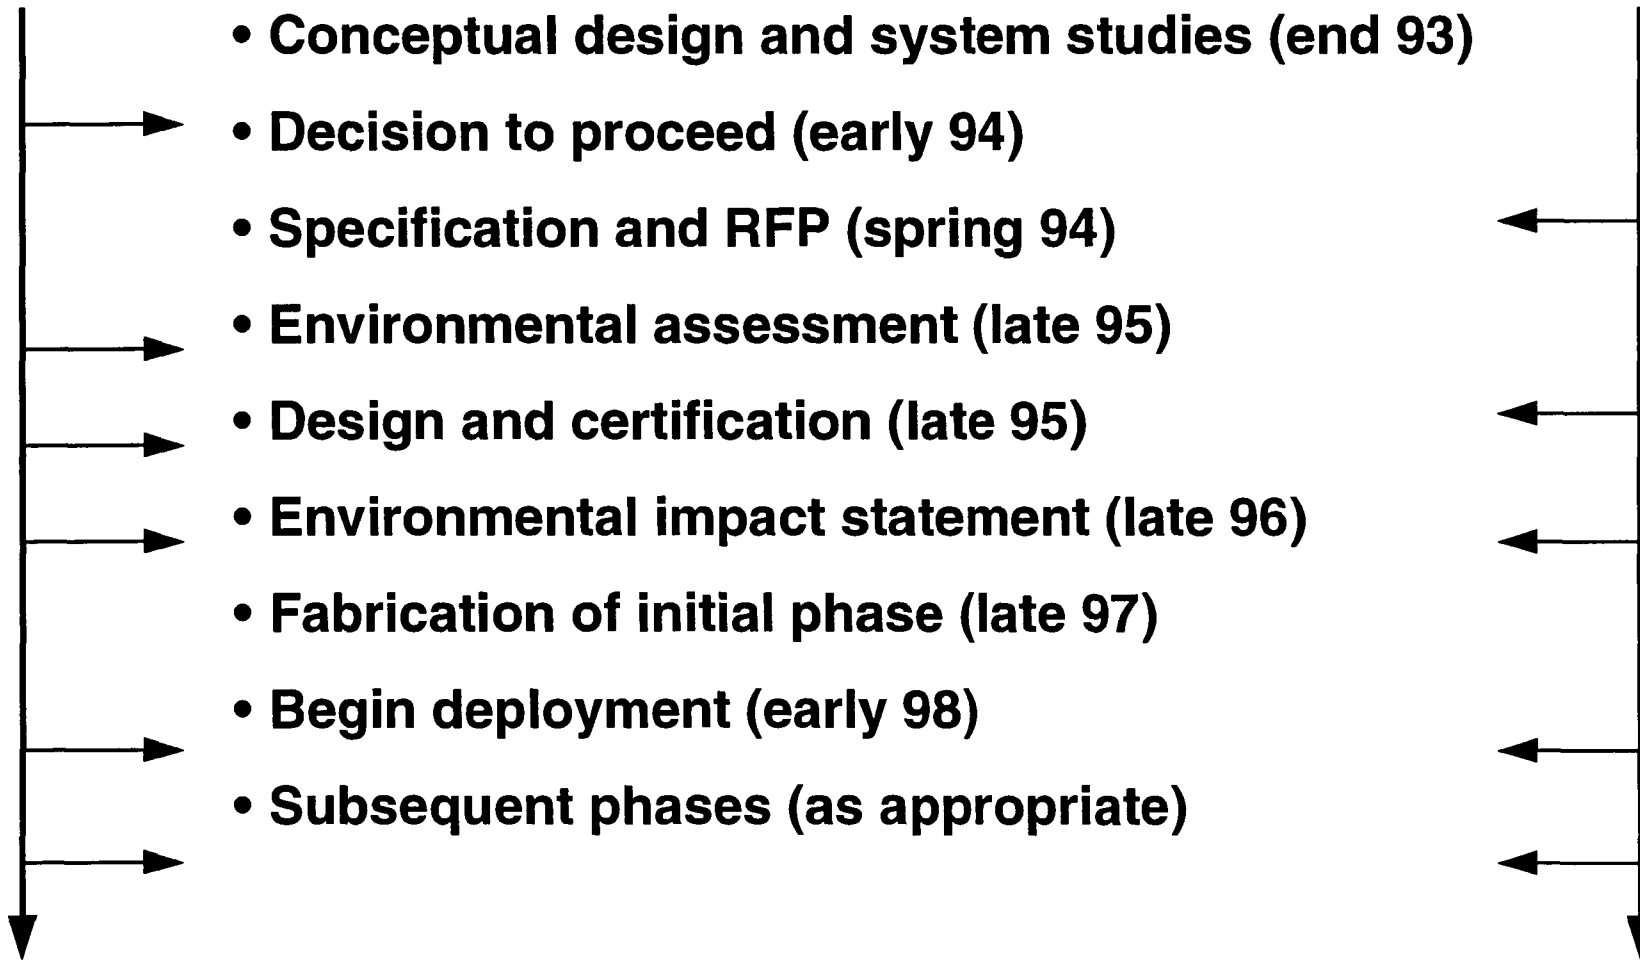 • Conceptual design and system studies (end 93)
• Decision to proceed (early 94)
• Specification and RFP (spring 94)
• Environmental assessment (late 95)
• Design and certification (late 95)
• Environmental impact statement (late 96)
• Fabrication of initial phase (late 97)
• Begin deployment (early 98)
• Subsequent phases (as appropriate)